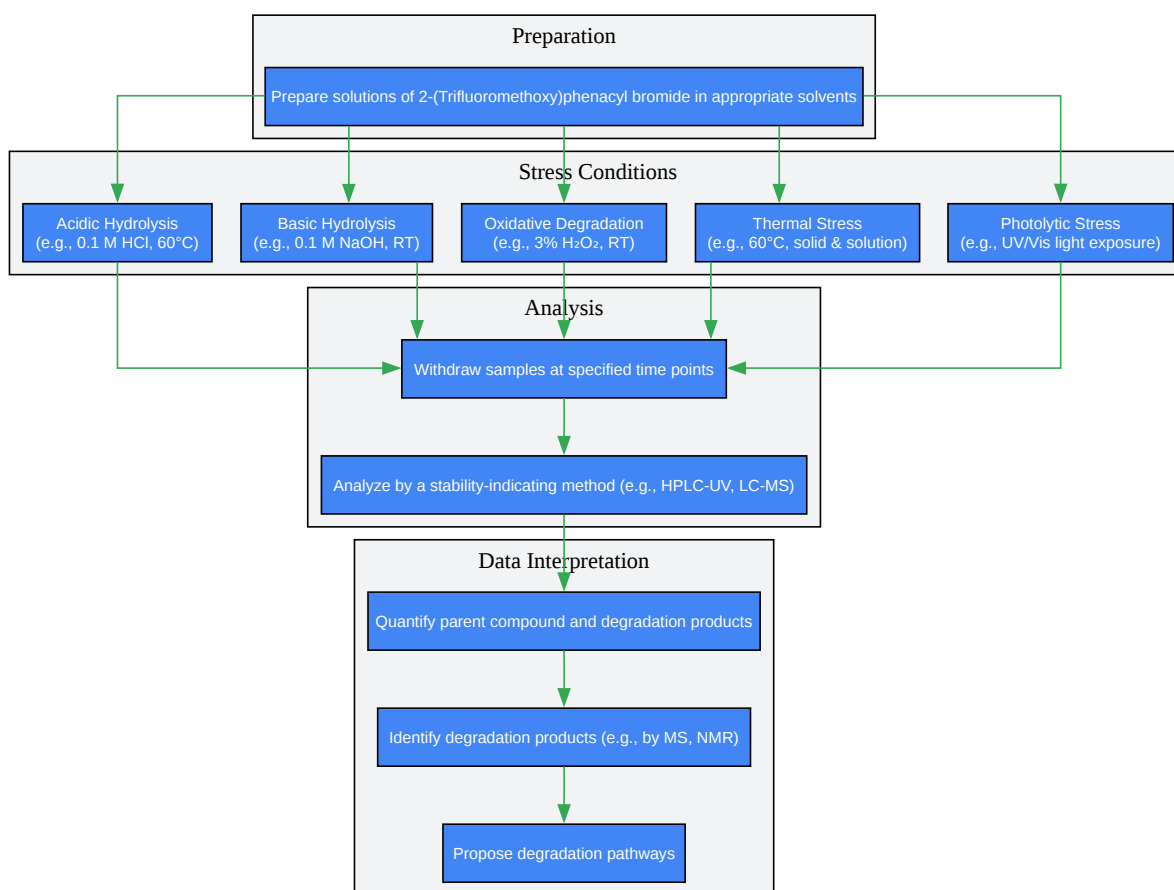 Preparation
Prepare solutions of 2-(Trifluoromethoxy)phenacyl bromide in appropriate solvents
Stress Conditions
Acidic Hydrolysis
(e.g., 0.1 M HCl, 60°C)
Basic Hydrolysis
(e.g., 0.1 M NaOH, RT)
Oxidative Degradation
(e.g., 3% H₂O₂, RT)
Thermal Stress
(e.g., 60°C, solid & solution)
Photolytic Stress
(e.g., UV/Vis light exposure)
Analysis
Withdraw samples at specified time points
Analyze by a stability-indicating method (e.g., HPLC-UV, LC-MS)
Data Interpretation
Quantify parent compound and degradation products
Identify degradation products (e.g., by MS, NMR)
Propose degradation pathways